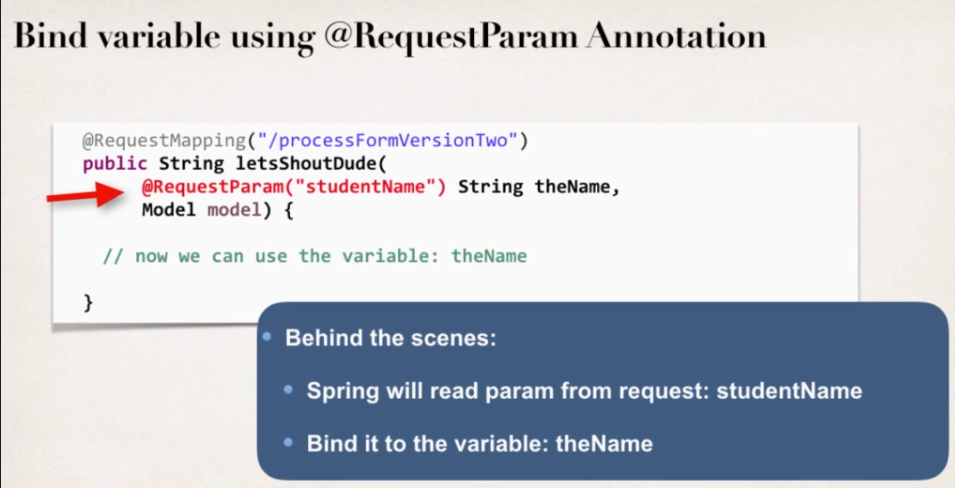 Bind variable using @RequestParam Annotation
@RequestMapping("/processFormVersionTwo")
public String letsShoutDude(
@RequestParam("studentName") String theName,
Model model) {
// now we can use the variable: theName
}
• Behind the scenes:
• Spring will read param from request: studentName
• Bind it to the variable: theName